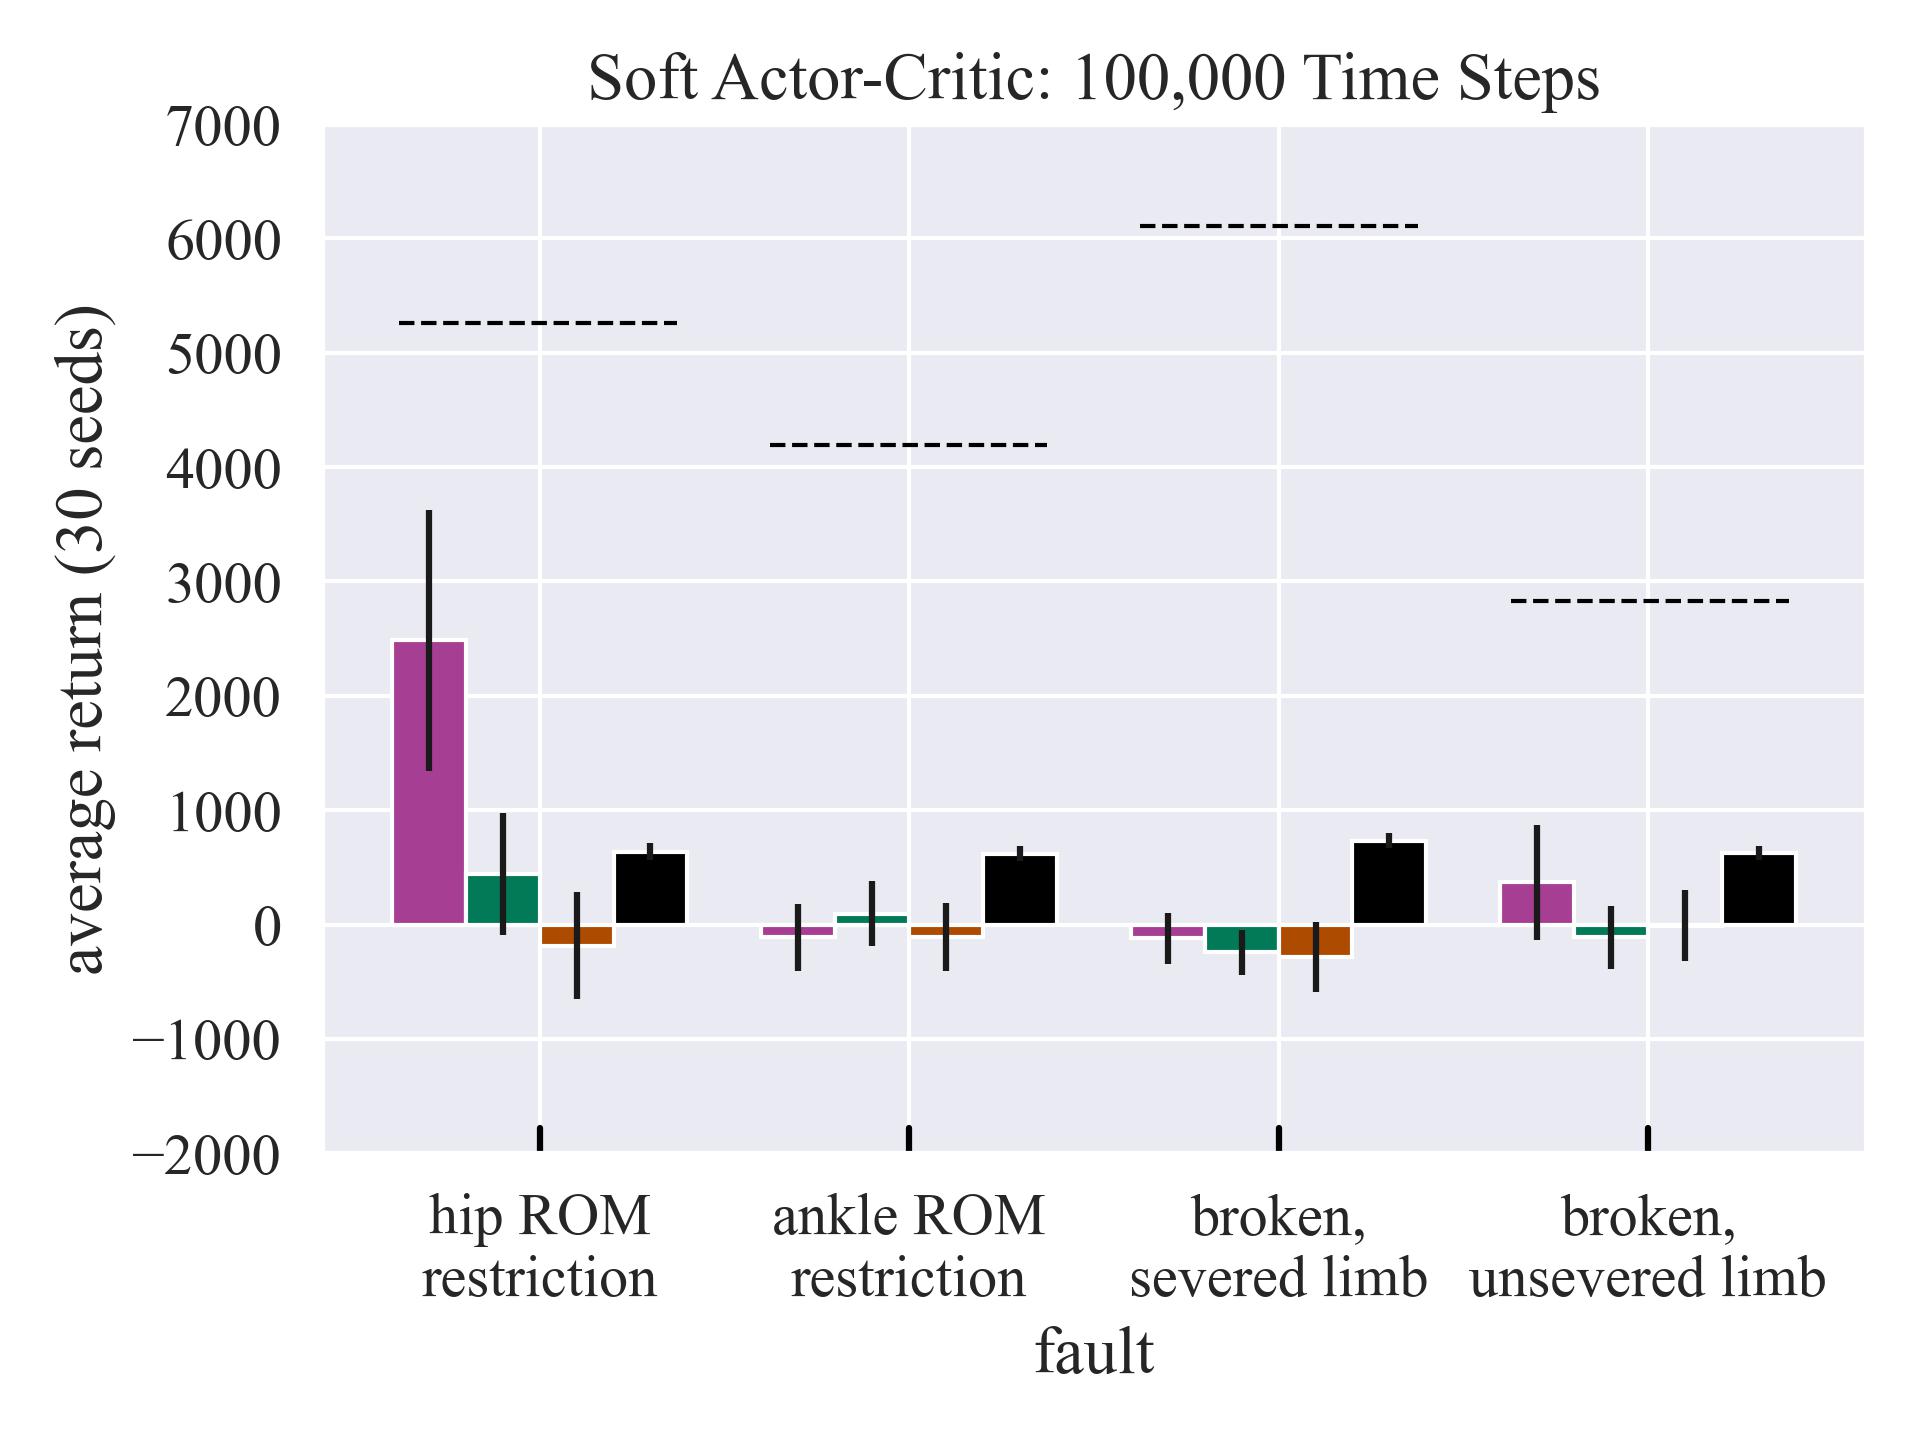 Soft Actor-Critic: 100,000 Time Steps
7000
6000
5000
4000
3000
2000
1000
0
−1000
−2000
average return (30 seeds)
hip ROM
restriction
ankle ROM
restriction
broken,
severed limb
broken,
unsevered limb
fault